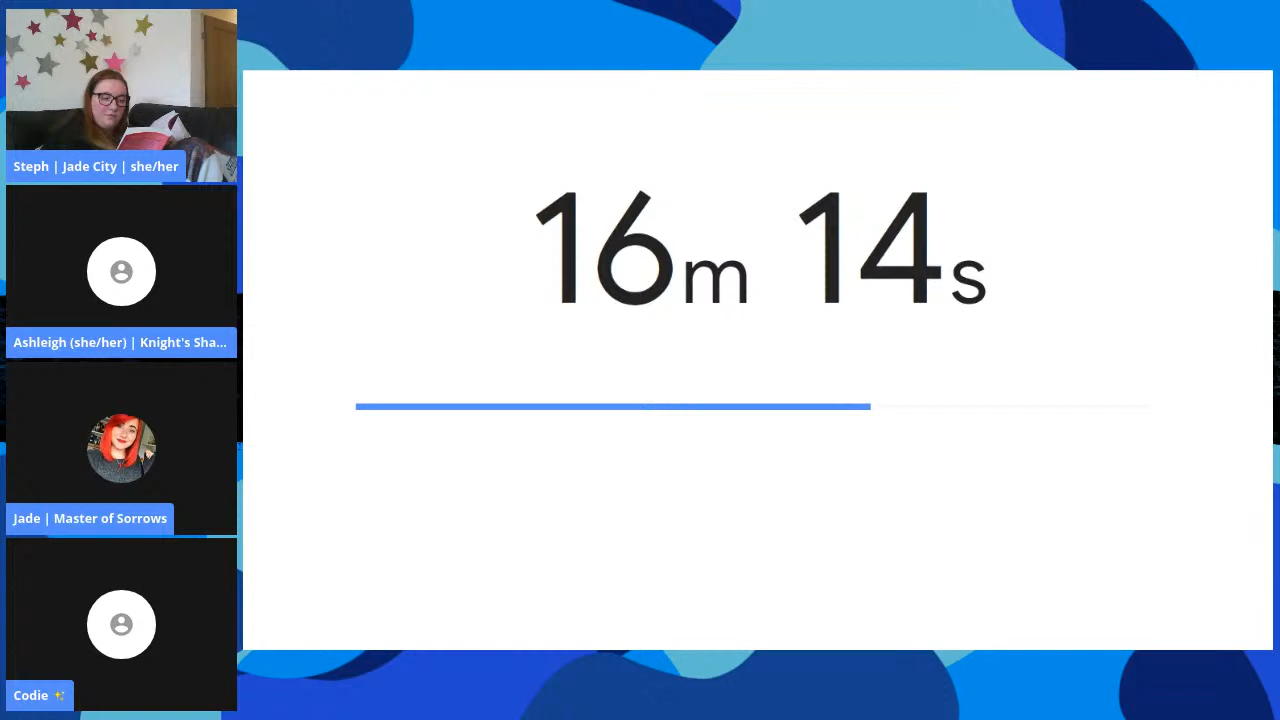 Steph | Jade City | she/her
Ashleigh (she/her) | Knight's Sha...
Jade | Master of Sorrows
Codie ✨
16m 14s